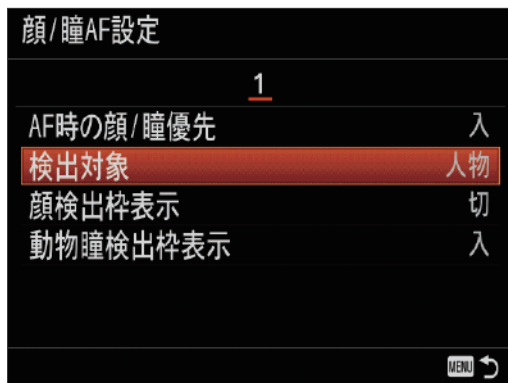 顔/瞳AF設定
1
AF時の顔/瞳優先 入
検出対象 人物
顔検出枠表示 切
動物瞳検出枠表示 入
MENU